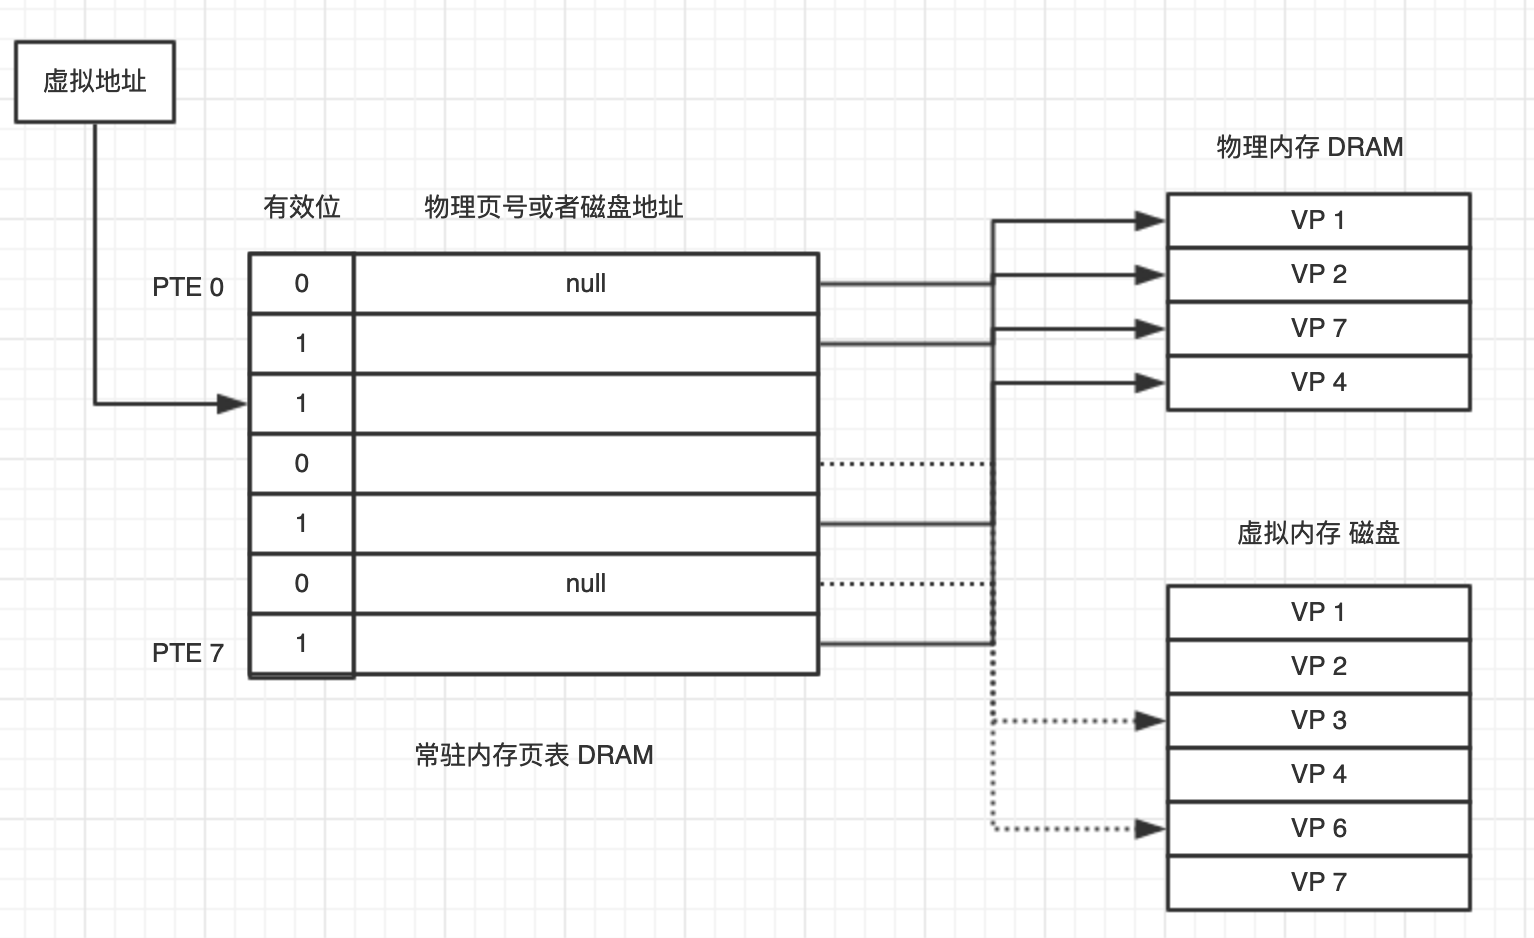 虚拟地址
物理内存 DRAM
有效位 物理页号或者磁盘地址
PTE 0 0 null
1
1
0
1
0 null
PTE 7 1
常驻内存页表 DRAM
VP 1
VP 2
VP 7
VP 4
虚拟内存 磁盘
VP 1
VP 2
VP 3
VP 4
VP 6
VP 7